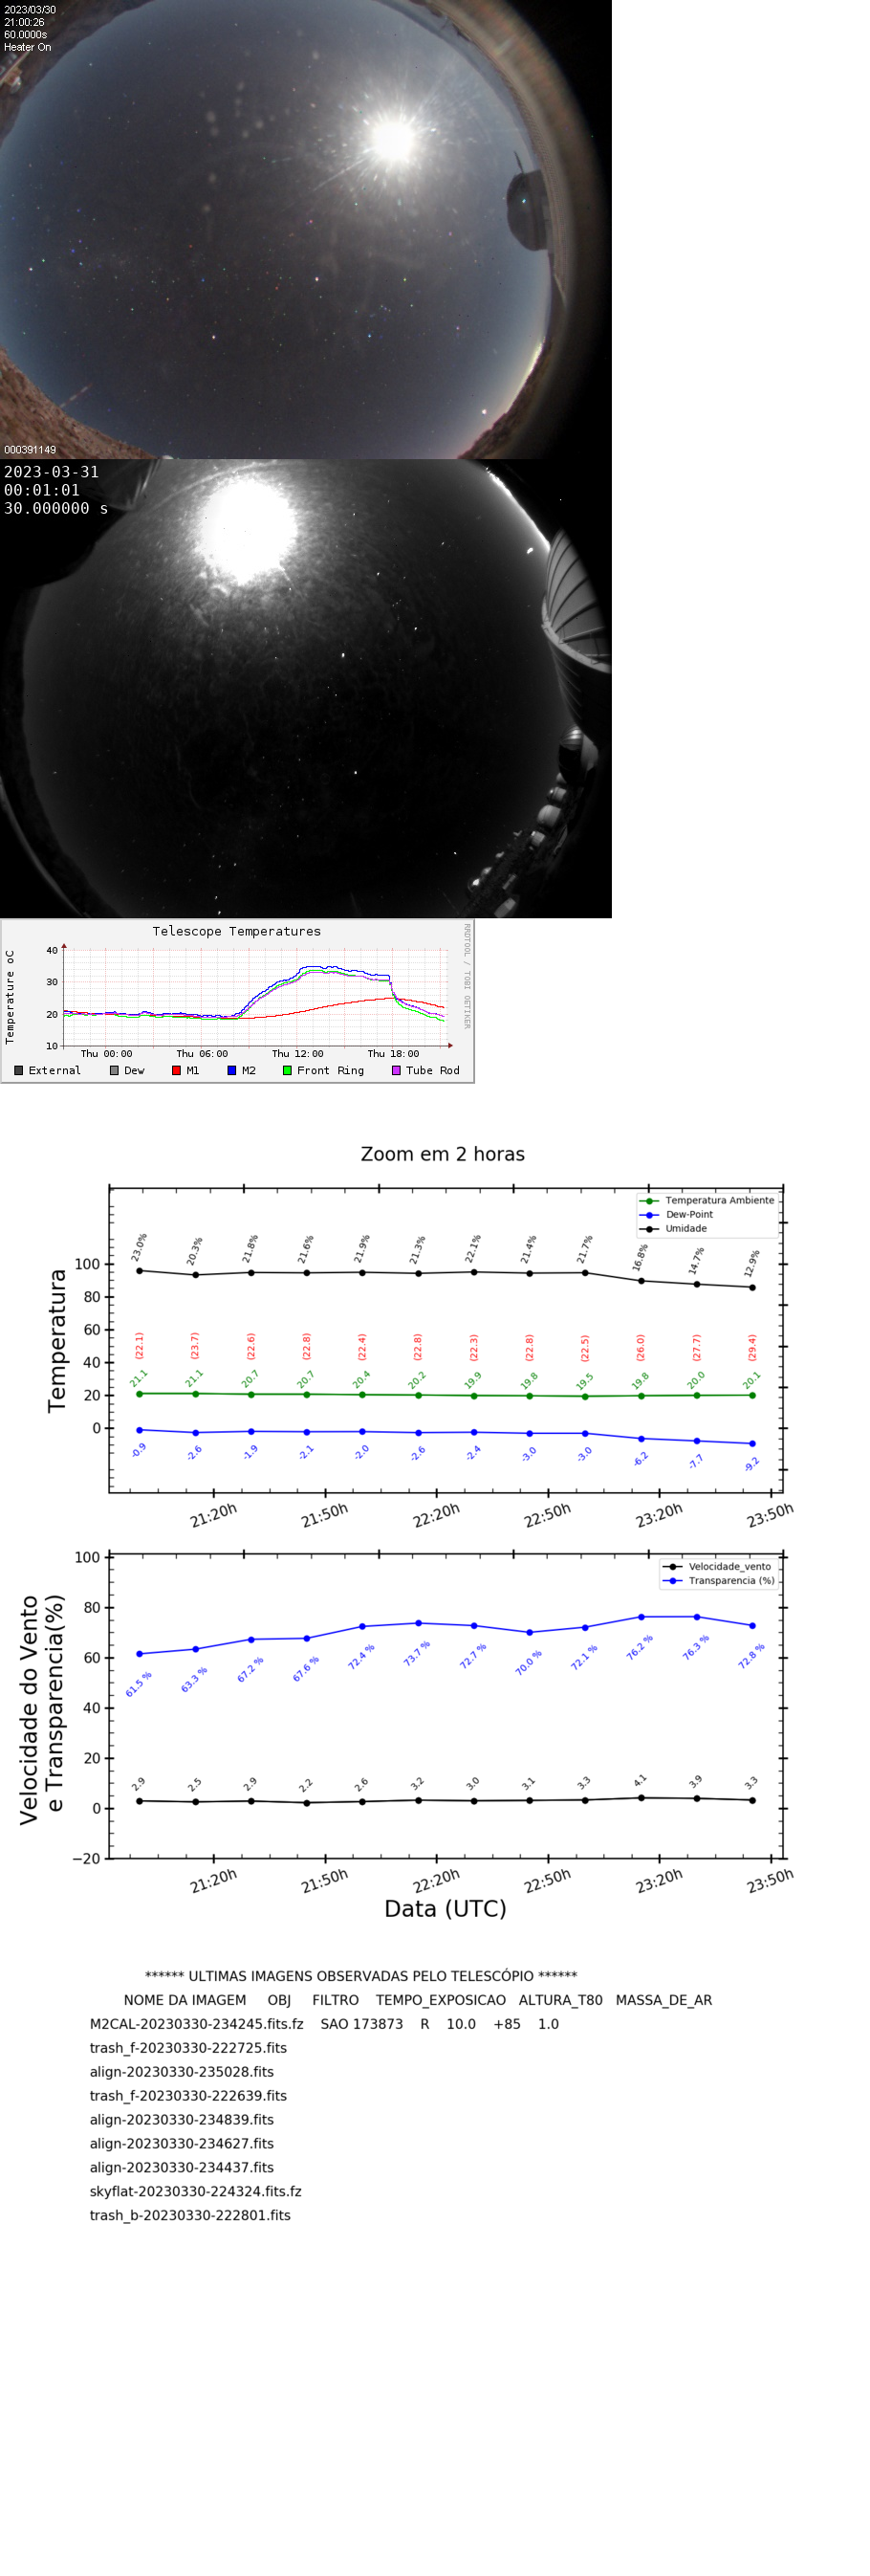 2023/03/30
21:00:26
60.0000s
Heater On
000391149
2023-03-31
00:01:01
30.000000 s
Telescope Temperatures
RRDTOOL / TOBI OETIKER
Temperature oC
40
30
20
10
Thu 00:00 Thu 06:00 Thu 12:00 Thu 18:00
External Dew M1 M2 Front Ring Tube Rod
Zoom em 2 horas
Temperatura Ambiente
Dew-Point
Umidade
Temperatura
100
80
60
40
20
0
23.0% 20.3% 21.8% 21.6% 21.9% 21.3% 22.1% 21.4% 21.7% 16.8% 14.7% 12.9%
(22.1) (23.7) (22.6) (22.8) (22.4) (22.8) (22.3) (22.8) (22.5) (26.0) (27.7) (29.4)
21.1 21.1 20.7 20.7 20.4 20.2 19.9 19.8 19.5 19.8 20.0 20.1
-0.9 -2.6 -1.9 -2.1 -2.0 -2.6 -2.4 -3.0 -3.0 -6.2 -7.7 -9.2
21:20h 21:50h 22:20h 22:50h 23:20h 23:50h
Velocidade_vento
Transparencia (%)
Velocidade do Vento
e Transparencia(%)
100
80
60
40
20
0
−20
61.5 % 63.3 % 67.2 % 67.6 % 72.4 % 73.7 % 72.7 % 70.0 % 72.1 % 76.2 % 76.3 % 72.8 %
2.9 2.5 2.9 2.2 2.6 3.2 3.0 3.1 3.3 4.1 3.9 3.3
21:20h 21:50h 22:20h 22:50h 23:20h 23:50h
Data (UTC)
****** ULTIMAS IMAGENS OBSERVADAS PELO TELESCÓPIO ******
NOME DA IMAGEM OBJ FILTRO TEMPO_EXPOSICAO ALTURA_T80 MASSA_DE_AR
M2CAL-20230330-234245.fits.fz SAO 173873 R 10.0 +85 1.0
trash_f-20230330-222725.fits
align-20230330-235028.fits
trash_f-20230330-222639.fits
align-20230330-234839.fits
align-20230330-234627.fits
align-20230330-234437.fits
skyflat-20230330-224324.fits.fz
trash_b-20230330-222801.fits